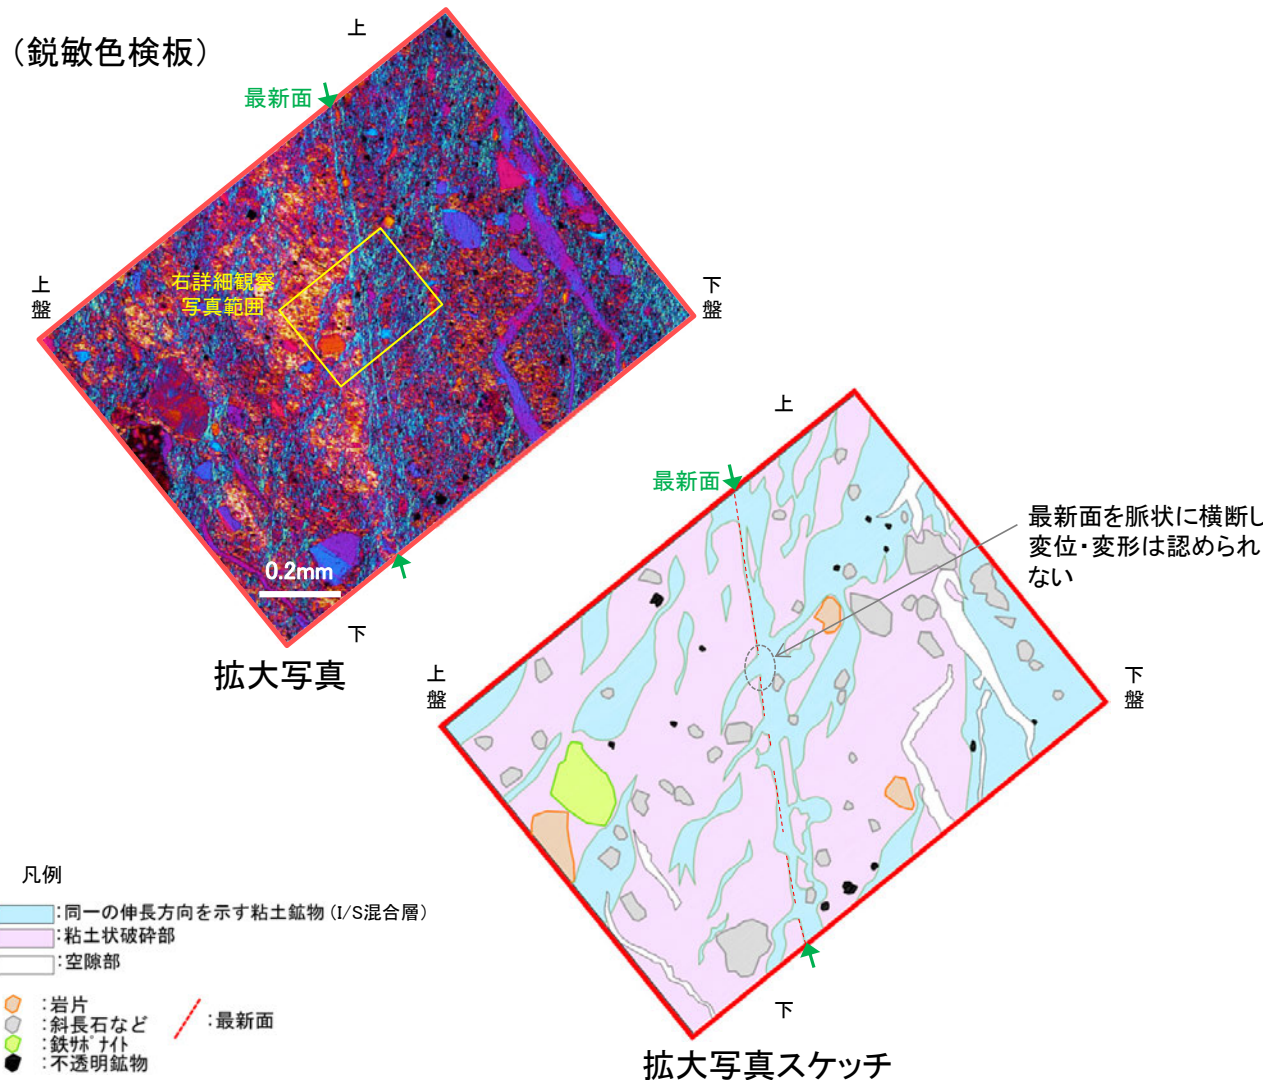 (鋭敏色検板)
上
最新面
右詳細観察
写真範囲
上
盤
下
盤
0.2mm
下
拡大写真
上
最新面
最新面を脈状に横断し
変位・変形は認められ
ない
上
盤
下
盤
下
拡大写真スケッチ
凡例
:同一の伸長方向を示す粘土鉱物 (I/S混合層)
:粘土状破砕部
:空隙部
:岩片
:斜長石など
:鉄ｻﾎﾟﾅｲﾄ
:不透明鉱物
:最新面